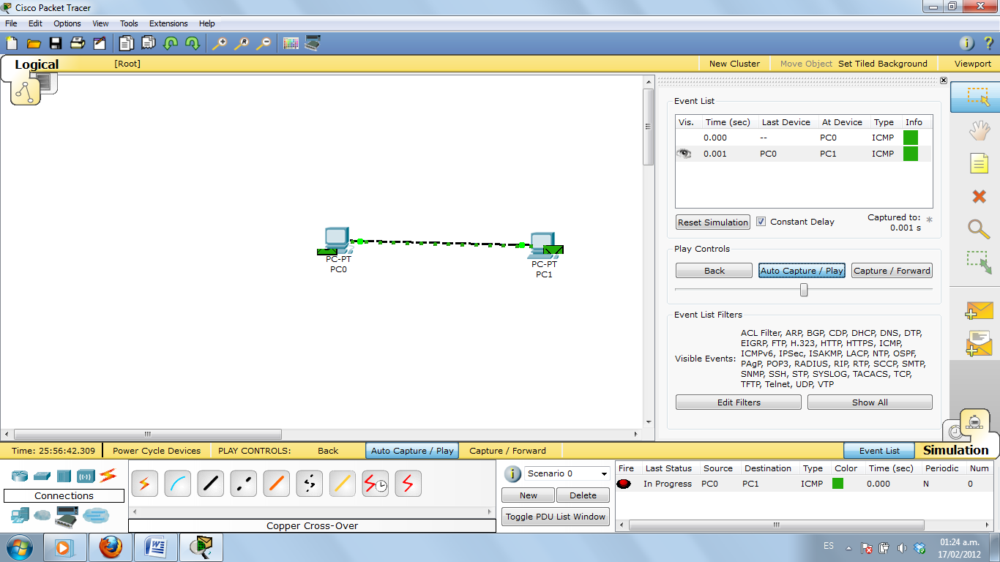 Cisco Packet Tracer
File Edit Options View Tools Extensions Help
Logical [Root] New Cluster Move Object Set Tiled Background Viewport
Event List
Vis. Time (sec) Last Device At Device Type Info
0.000 -- PC0 ICMP
0.001 PC0 PC1 ICMP
Reset Simulation Constant Delay Captured to:
0.001 s
PC-PT
PC0
PC-PT
PC1
Play Controls
Back Auto Capture / Play Capture / Forward
Event List Filters
Visible Events:
ACL Filter, ARP, BGP, CDP, DHCP, DNS, DTP,
EIGRP, FTP, H.323, HTTP, HTTPS, ICMP,
ICMPv6, IPSec, ISAKMP, LACP, NTP, OSPF,
PAgP, POP3, RADIUS, RIP, RTP, SCCP, SMTP,
SNMP, SSH, STP, SYSLOG, TACACS, TCP,
TFTP, Telnet, UDP, VTP
Edit Filters Show All
Time: 25:56:42.309 Power Cycle Devices PLAY CONTROLS: Back Auto Capture / Play Capture / Forward Event List Simulation
Connections
Copper Cross-Over
Scenario 0
New Delete
Toggle PDU List Window
Fire Last Status Source Destination Type Color Time (sec) Periodic Num
In Progress PC0 PC1 ICMP 0.000 N 0
ES 01:24 a.m.
17/02/2012